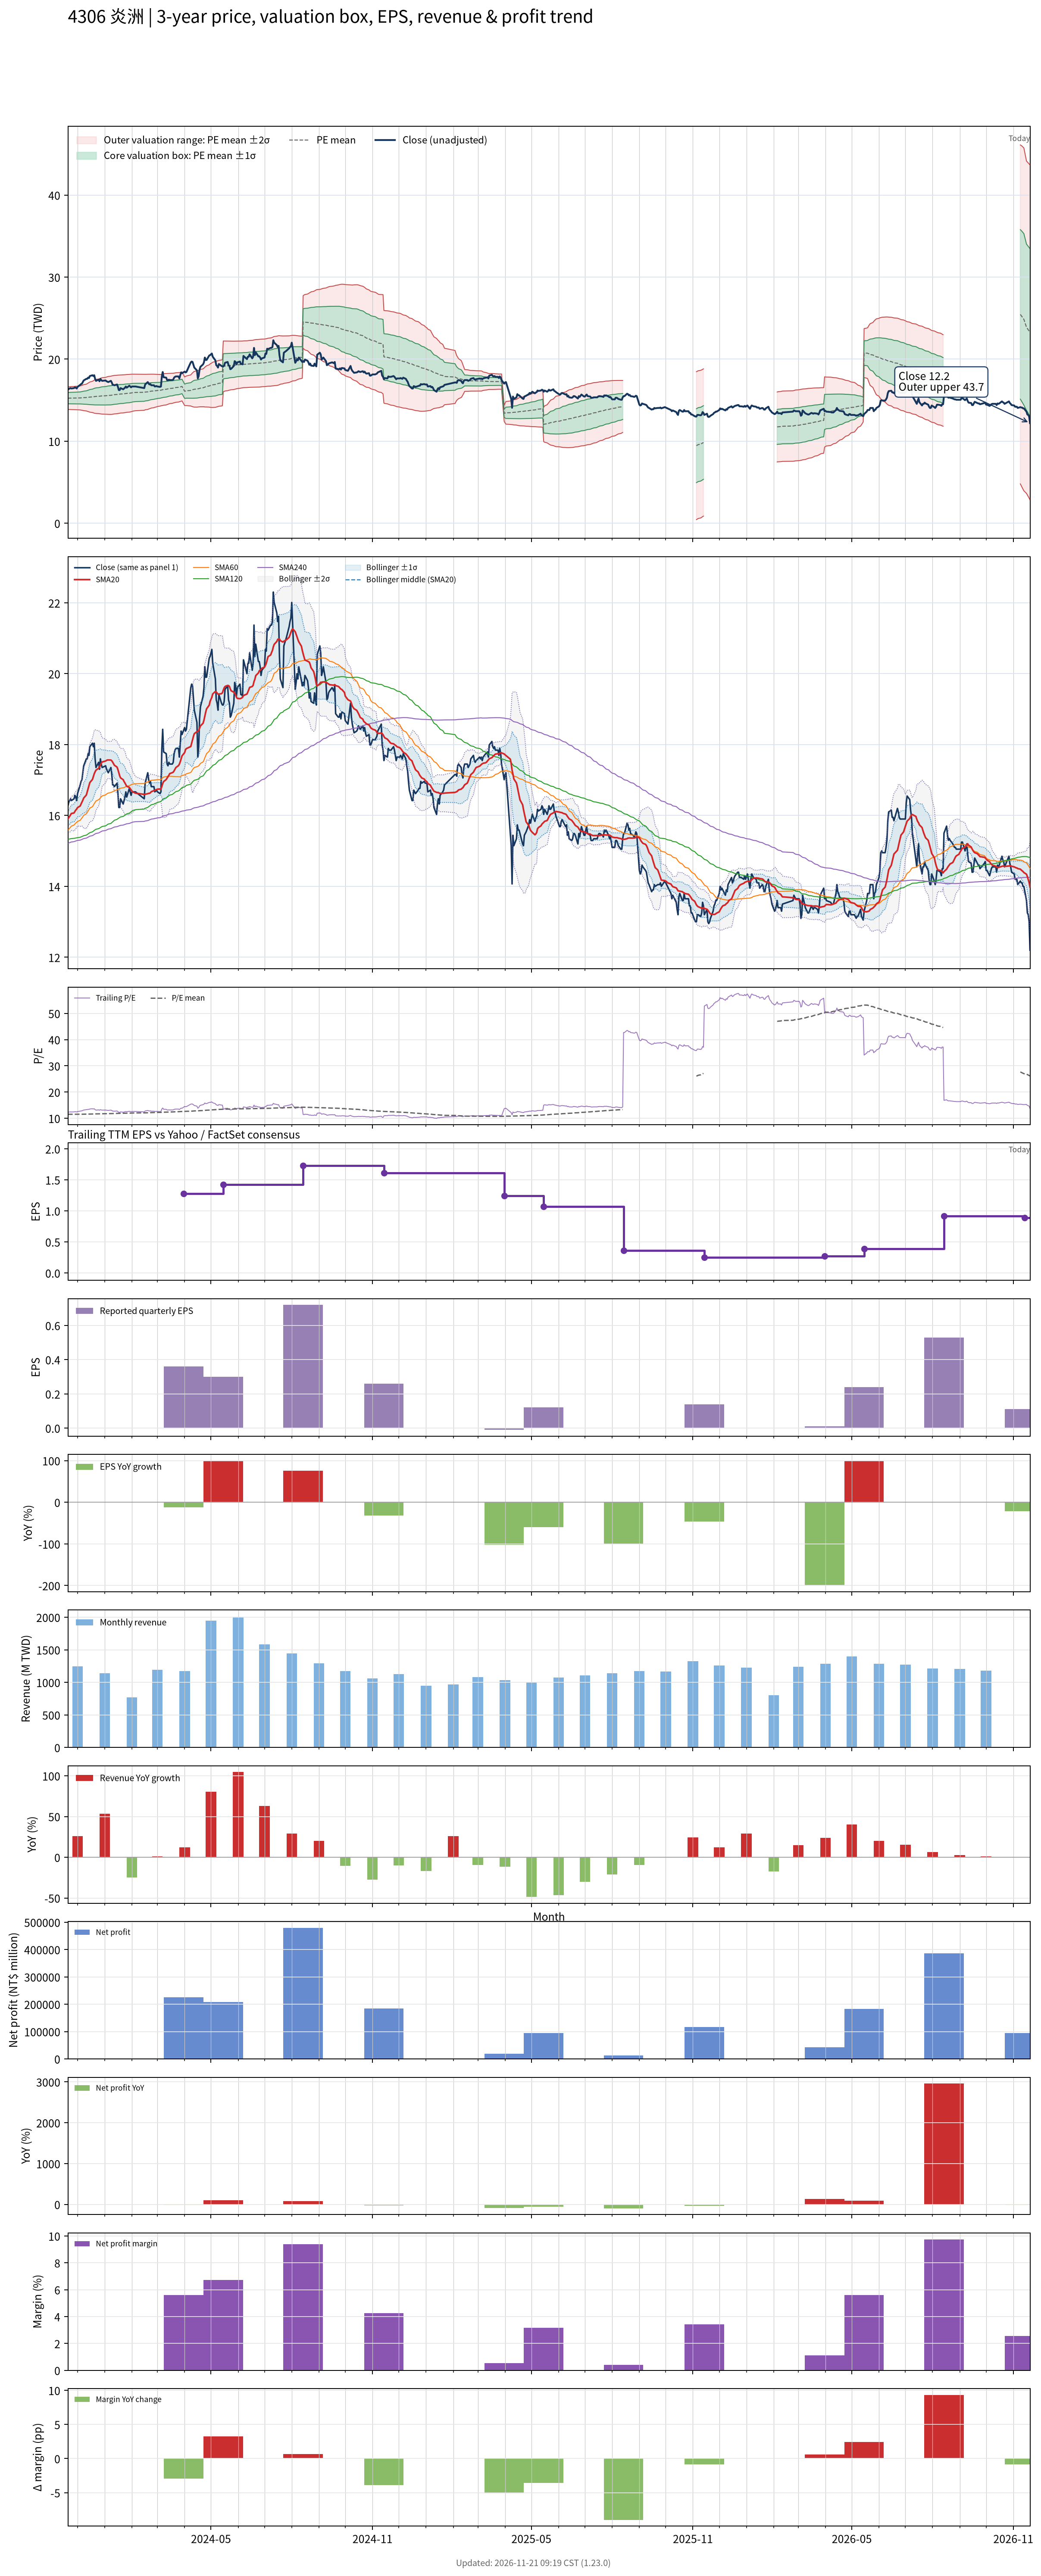 4306 炎洲 | 3-year price, valuation box, EPS, revenue & profit trend
Outer valuation range: PE mean ±2σ
Core valuation box: PE mean ±1σ
PE mean
Close (unadjusted)
Today
Price (TWD)
40
30
20
10
0
Close 12.2
Outer upper 43.7
Close (same as panel 1)
SMA20
SMA60
SMA120
SMA240
Bollinger ±2σ
Bollinger ±1σ
Bollinger middle (SMA20)
Price
22
20
18
16
14
12
Trailing P/E
P/E mean
P/E
50
40
30
20
10
Trailing TTM EPS vs Yahoo / FactSet consensus
Today
EPS
2.0
1.5
1.0
0.5
0.0
Reported quarterly EPS
EPS
0.6
0.4
0.2
0.0
EPS YoY growth
YoY (%)
100
0
-100
-200
Monthly revenue
Revenue (M TWD)
2000
1500
1000
500
0
Revenue YoY growth
YoY (%)
100
50
0
-50
Month
Net profit
Net profit (NT$ million)
500000
400000
300000
200000
100000
0
Net profit YoY
YoY (%)
3000
2000
1000
0
Net profit margin
Margin (%)
10
8
6
4
2
0
Margin YoY change
Δ margin (pp)
10
5
0
-5
2024-05
2024-11
2025-05
2025-11
2026-05
2026-11
Updated: 2026-11-21 09:19 CST (1.23.0)